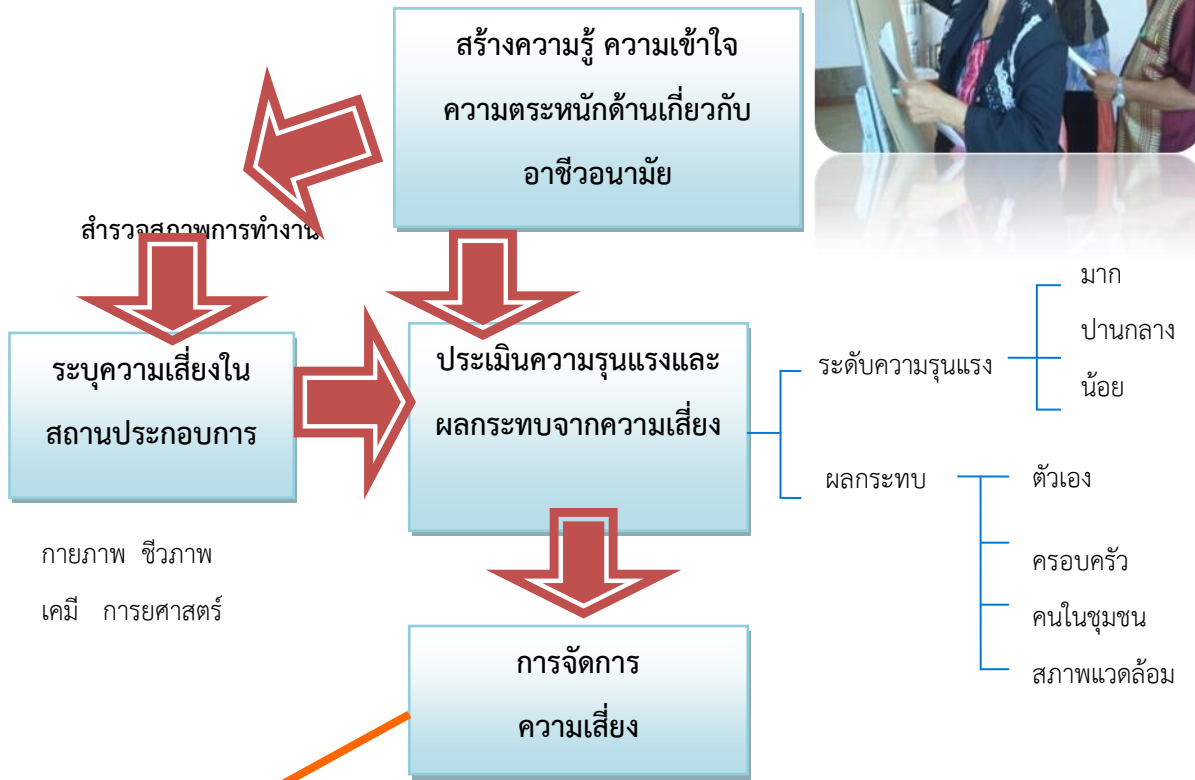 สร้างความรู้ ความเข้าใจ
ความตระหนักด้านเกี่ยวกับ
อาชีวอนามัย
สำรวจสภาพการทำงาน
ระบุความเสี่ยงใน
สถานประกอบการ
กายภาพ ชีวภาพ
เคมี การยศาสตร์
ประเมินความรุนแรงและ
ผลกระทบจากความเสี่ยง
ระดับความรุนแรง
มาก
ปานกลาง
น้อย
ผลกระทบ
ตัวเอง
ครอบครัว
คนในชุมชน
สภาพแวดล้อม
การจัดการ
ความเสี่ยง